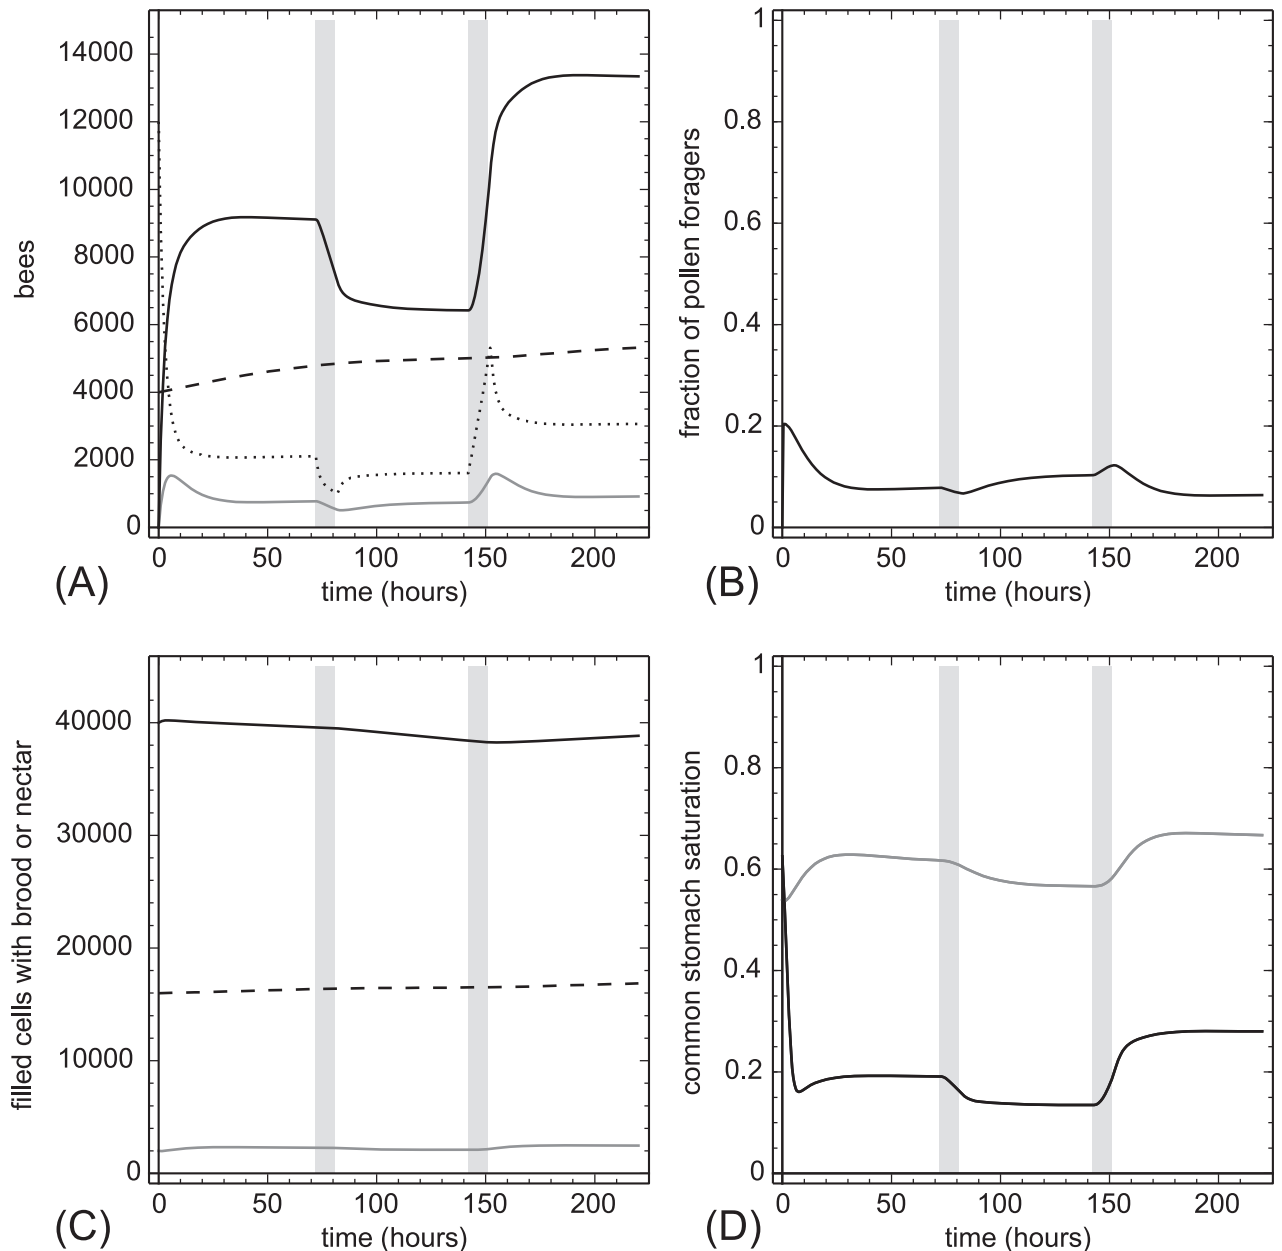 14000
12000
10000
8000
6000
4000
2000
0
bees
0 50 100 150 200
time (hours)
(A)
1
0.8
0.6
0.4
0.2
0
fraction of pollen foragers
0 50 100 150 200
time (hours)
(B)
40000
30000
20000
10000
0
filled cells with brood or nectar
0 50 100 150 200
time (hours)
(C)
1
0.8
0.6
0.4
0.2
0
common stomach saturation
0 50 100 150 200
time (hours)
(D)